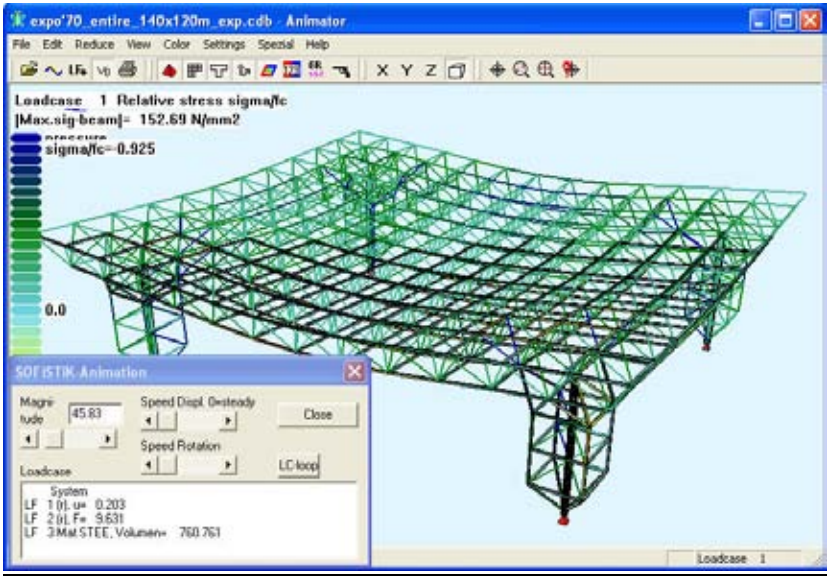 expo'70_entire_140x120m_exp.cdb - Animator
File Edit Reduce View Color Settings Spezial Help
X Y Z
Loadcase 1 Relative stress sigma/fc
|Max.sig-beam|= 152.69 N/mm2
pressure
sigma/fc=-0.925
0.0
SOFiSTiK-Animation
Magni-
tude
45.83
Speed Displ. 0=steady
Close
Speed Rotation
LC-loop
Loadcase
System
LF 1 (r), u= 0.203
LF 2 (r), F= 9.631
LF 3 Mat STEE, Volumen= 760.761
Loadcase 1